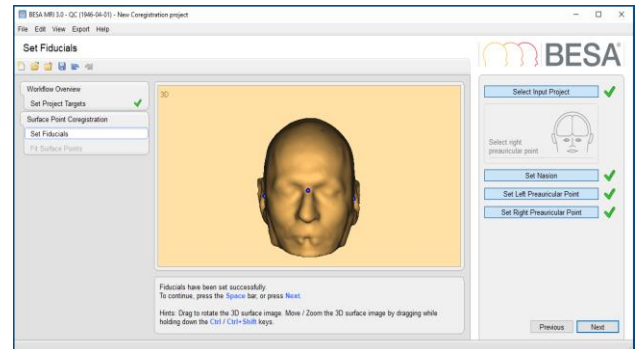 BESA MRI 3.0 - QC (1946-04-01) - New Coregistration project
File Edit View Export Help
Set Fiducials
BESA
Workflow Overview
Set Project Targets
Surface Point Coregistration
Set Fiducials
Fit Surface Points
3D
Fiducials have been set successfully.
To continue, press the Space bar, or press Next.
Hints: Drag to rotate the 3D surface image. Move / Zoom the 3D surface image by dragging while
holding down the Ctrl / Ctrl+Shift keys.
Select Input Project
Select right
preauricular point
Set Nasion
Set Left Preauricular Point
Set Right Preauricular Point
Previous Next